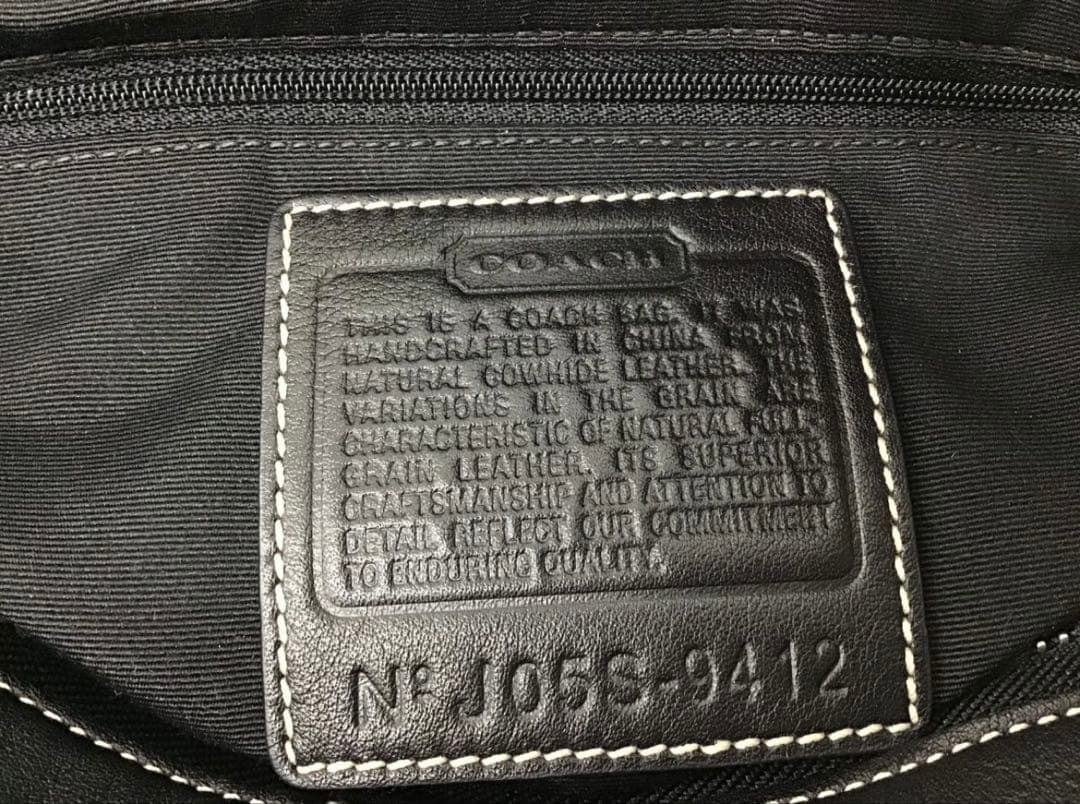 COACH
THIS IS A COACH BAG. IT WAS
HANDCRAFTED IN CHINA FROM
NATURAL COWHIDE LEATHER. THE
VARIATIONS IN THE GRAIN ARE
CHARACTERISTIC OF NATURAL FULL-
GRAIN LEATHER. ITS SUPERIOR
CRAFTSMANSHIP AND ATTENTION TO
DETAIL REFLECT OUR COMMITMENT
TO ENDURING QUALITY.
Nº J05S-9412